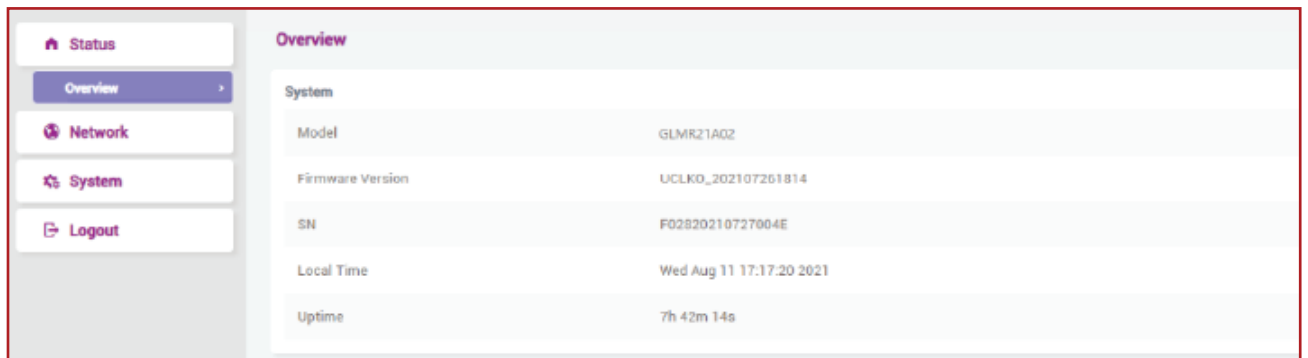 Status
Overview
Network
System
Logout
Overview
System
Model GLMR21A02
Firmware Version UCLK0_202107261814
SN F02820210727004E
Local Time Wed Aug 11 17:17:20 2021
Uptime 7h 42m 14s